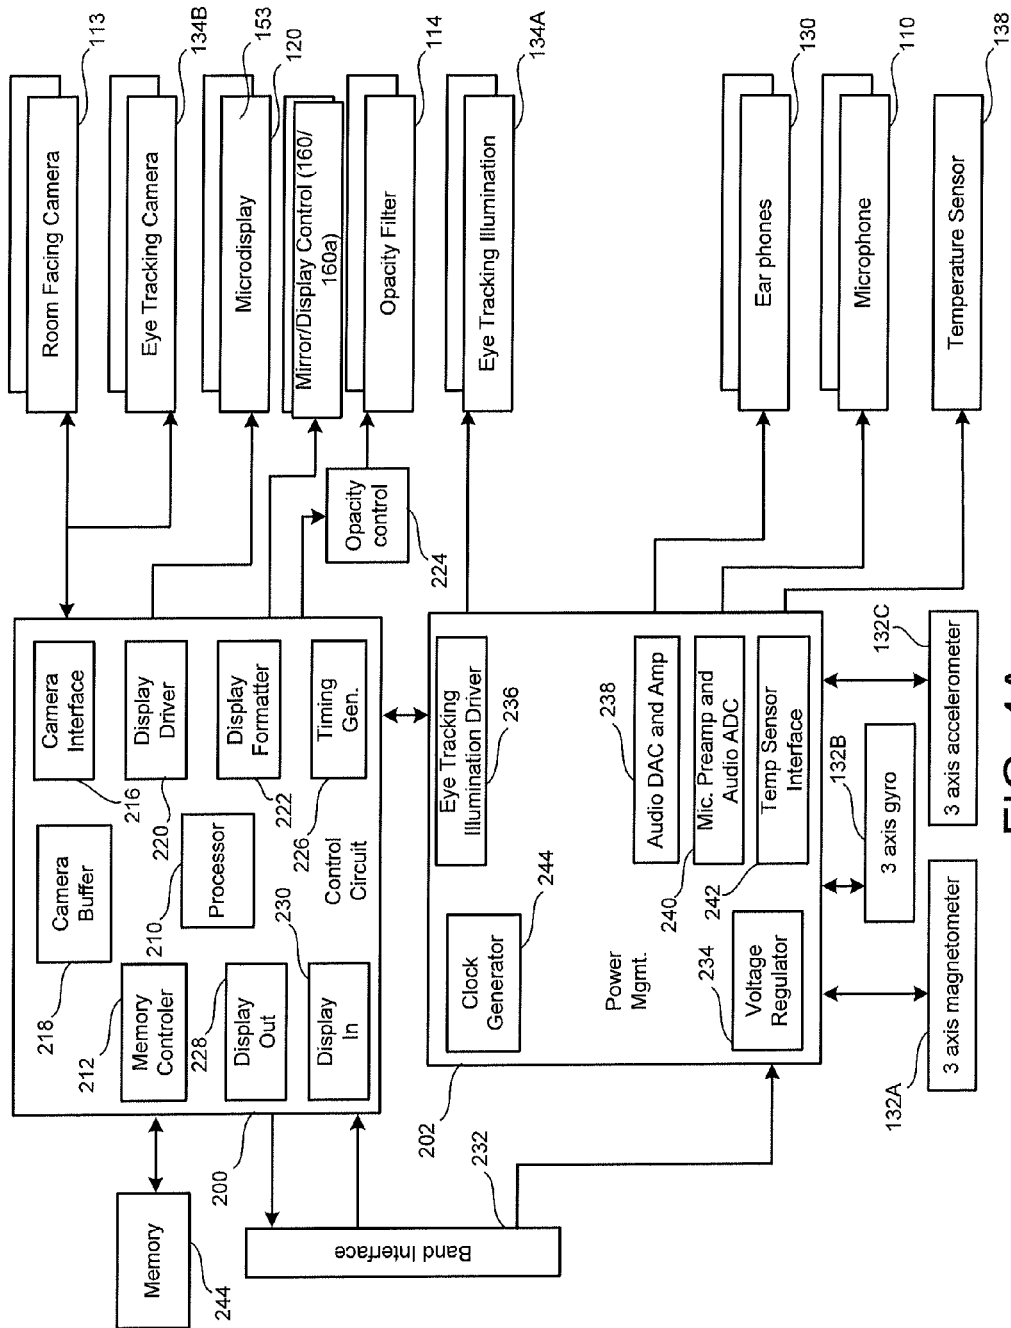 Room Facing Camera
113
Eye Tracking Camera
134B
Microdisplay
153
120
Mirror/Display Control (160/
160a)
Opacity Filter
114
Eye Tracking Illumination
134A
Ear phones
130
Microphone
110
Temperature Sensor
138
Opacity
control
224
Camera
Interface
216
Display
Driver
220
Display
Formatter
222
Timing
Gen.
226
Camera
Buffer
218
Processor
210
Control
Circuit
Memory
Controler
212
Display
Out
228
Display
In
230
200
Memory
244
Band Interface
232
202
Eye Tracking
Illumination Driver
236
Audio DAC and Amp
238
Mic. Preamp and
Audio ADC
240
Temp Sensor
Interface
242
Clock
Generator
244
Power
Mgmt.
Voltage
Regulator
234
3 axis magnetometer
132A
3 axis gyro
132B
3 axis accelerometer
132C